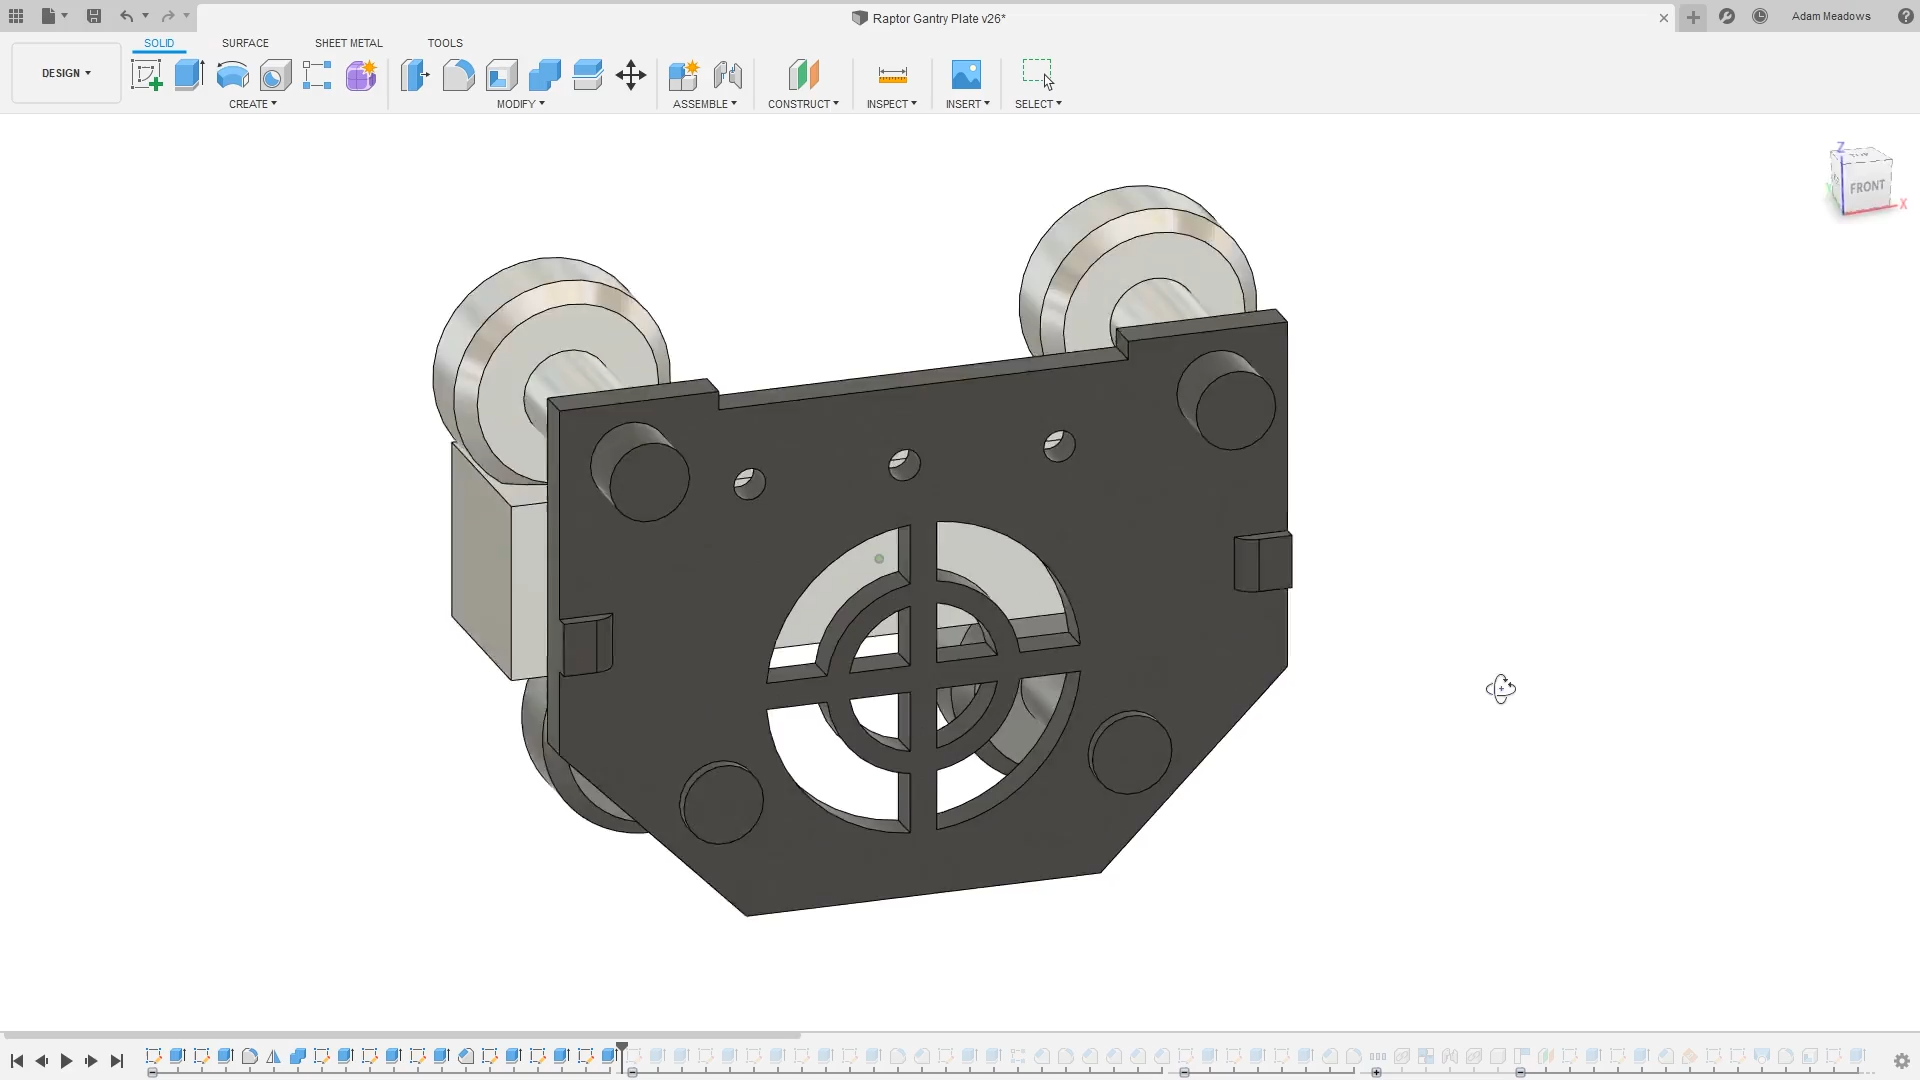 Raptor Gantry Plate v26*
Adam Meadows
SOLID
SURFACE
SHEET METAL
TOOLS
DESIGN
CREATE
MODIFY
ASSEMBLE
CONSTRUCT
INSPECT
INSERT
SELECT
Z
TOP
FRONT
X